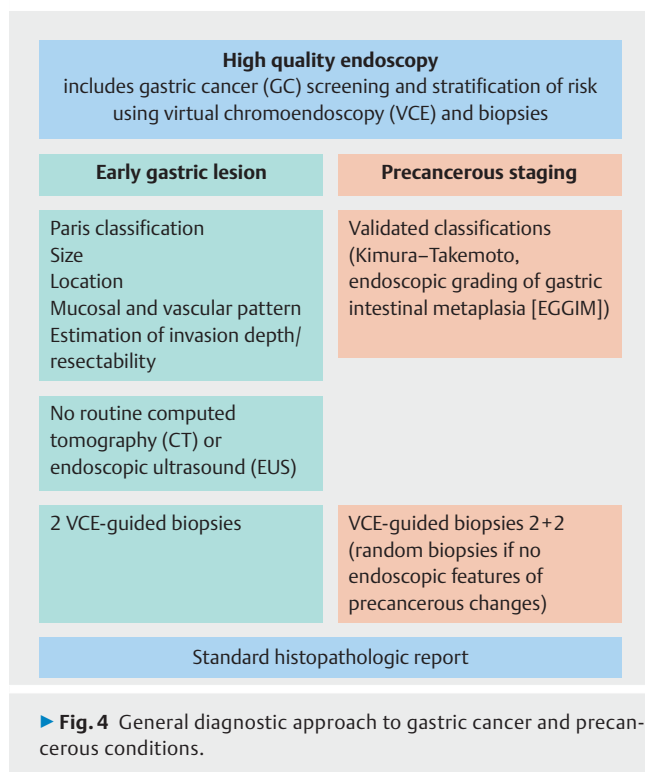 High quality endoscopy
includes gastric cancer (GC) screening and stratification of risk
using virtual chromoendoscopy (VCE) and biopsies
Early gastric lesion
Paris classification
Size
Location
Mucosal and vascular pattern
Estimation of invasion depth/
resectability
No routine computed
tomography (CT) or
endoscopic ultrasound (EUS)
2 VCE-guided biopsies
Precancerous staging
Validated classifications
(Kimura–Takemoto,
endoscopic grading of gastric
intestinal metaplasia [EGGIM])
VCE-guided biopsies 2+2
(random biopsies if no
endoscopic features of
precancerous changes)
Standard histopathologic report
▶ Fig. 4 General diagnostic approach to gastric cancer and precan-
cerous conditions.